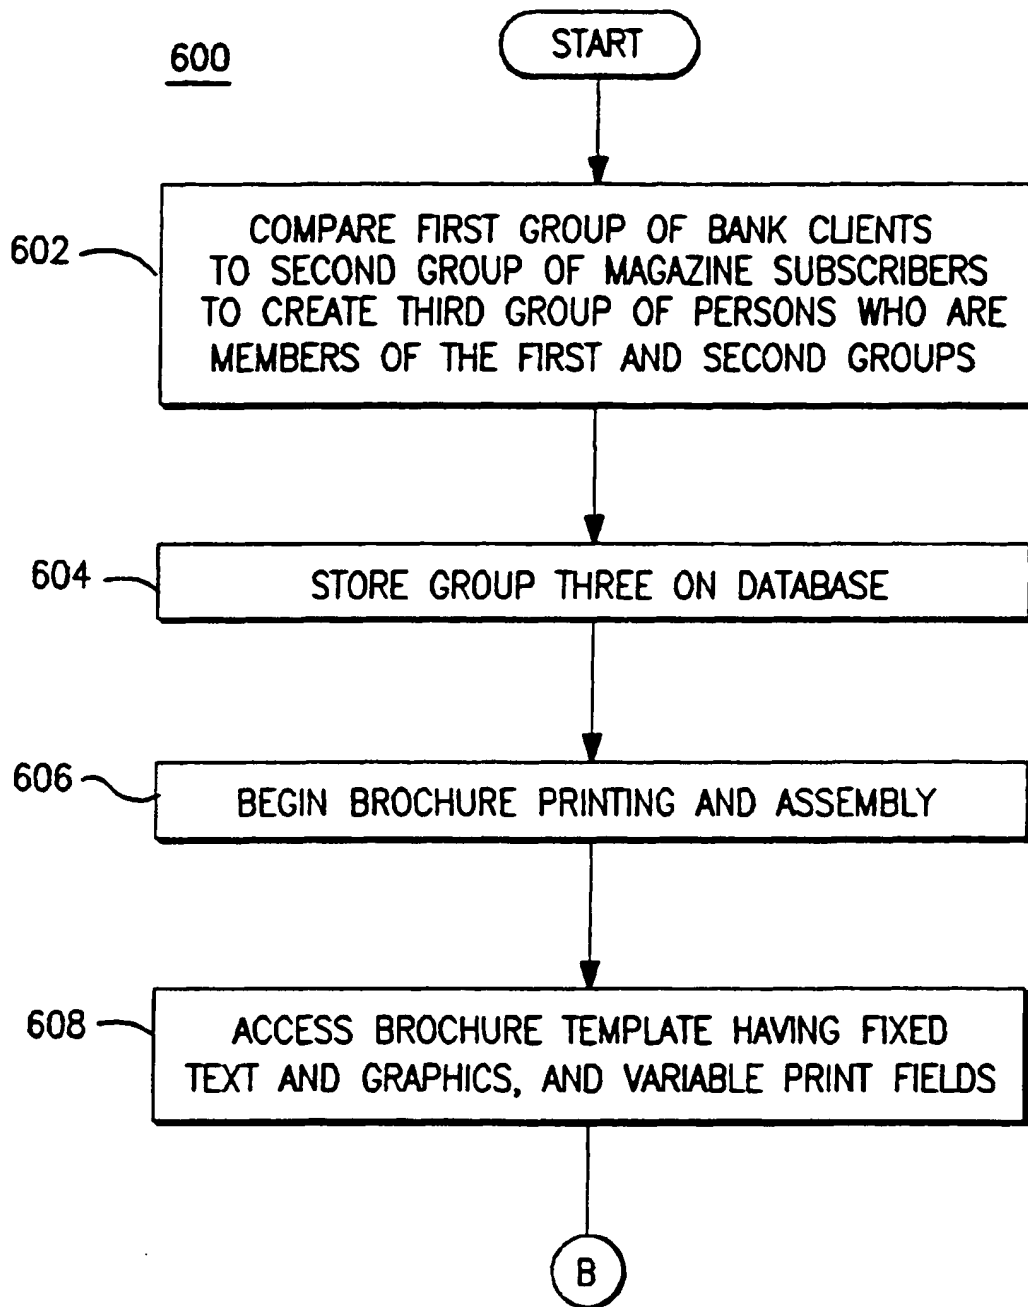 600
START
602
COMPARE FIRST GROUP OF BANK CLIENTS
TO SECOND GROUP OF MAGAZINE SUBSCRIBERS
TO CREATE THIRD GROUP OF PERSONS WHO ARE
MEMBERS OF THE FIRST AND SECOND GROUPS
604
STORE GROUP THREE ON DATABASE
606
BEGIN BROCHURE PRINTING AND ASSEMBLY
608
ACCESS BROCHURE TEMPLATE HAVING FIXED
TEXT AND GRAPHICS, AND VARIABLE PRINT FIELDS
B